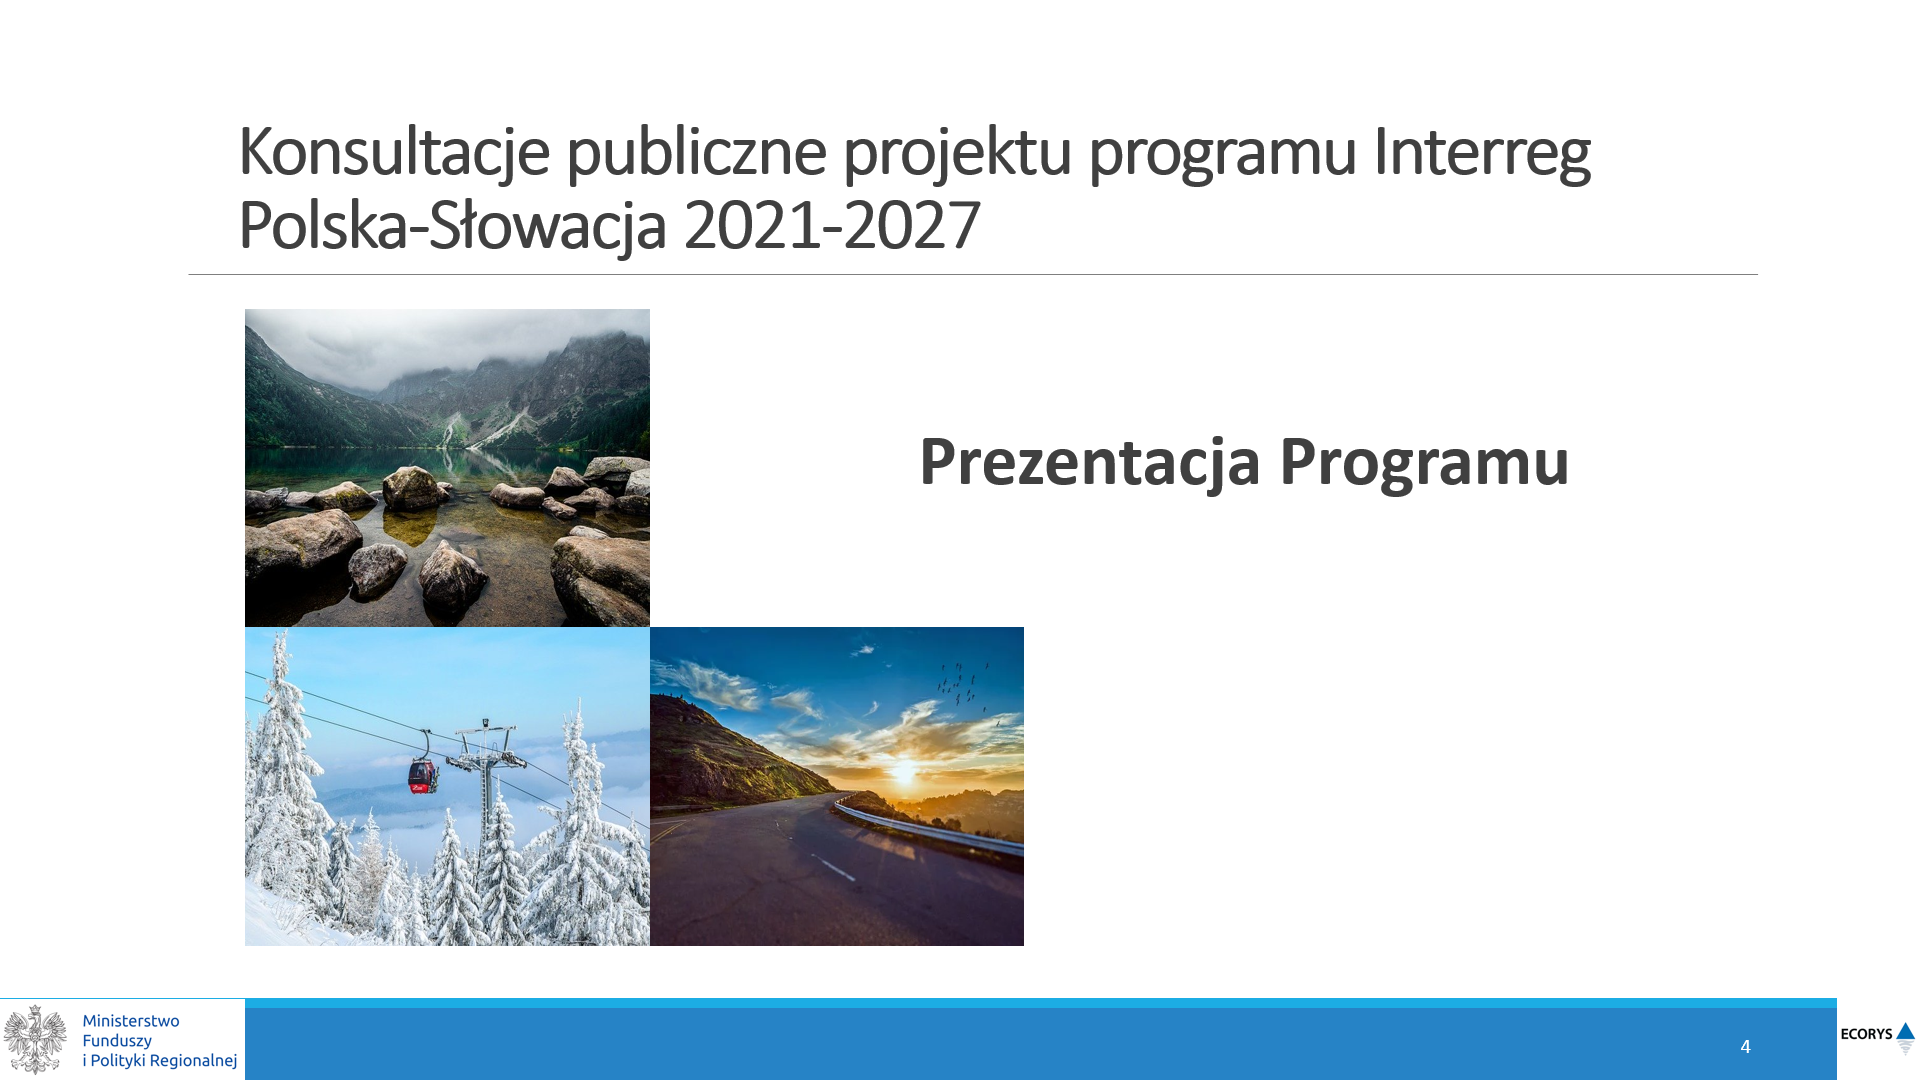 Konsultacje publiczne projektu programu Interreg
Polska-Słowacja 2021-2027
Prezentacja Programu
Ministerstwo
Funduszy
i Polityki Regionalnej
4
ECORYS